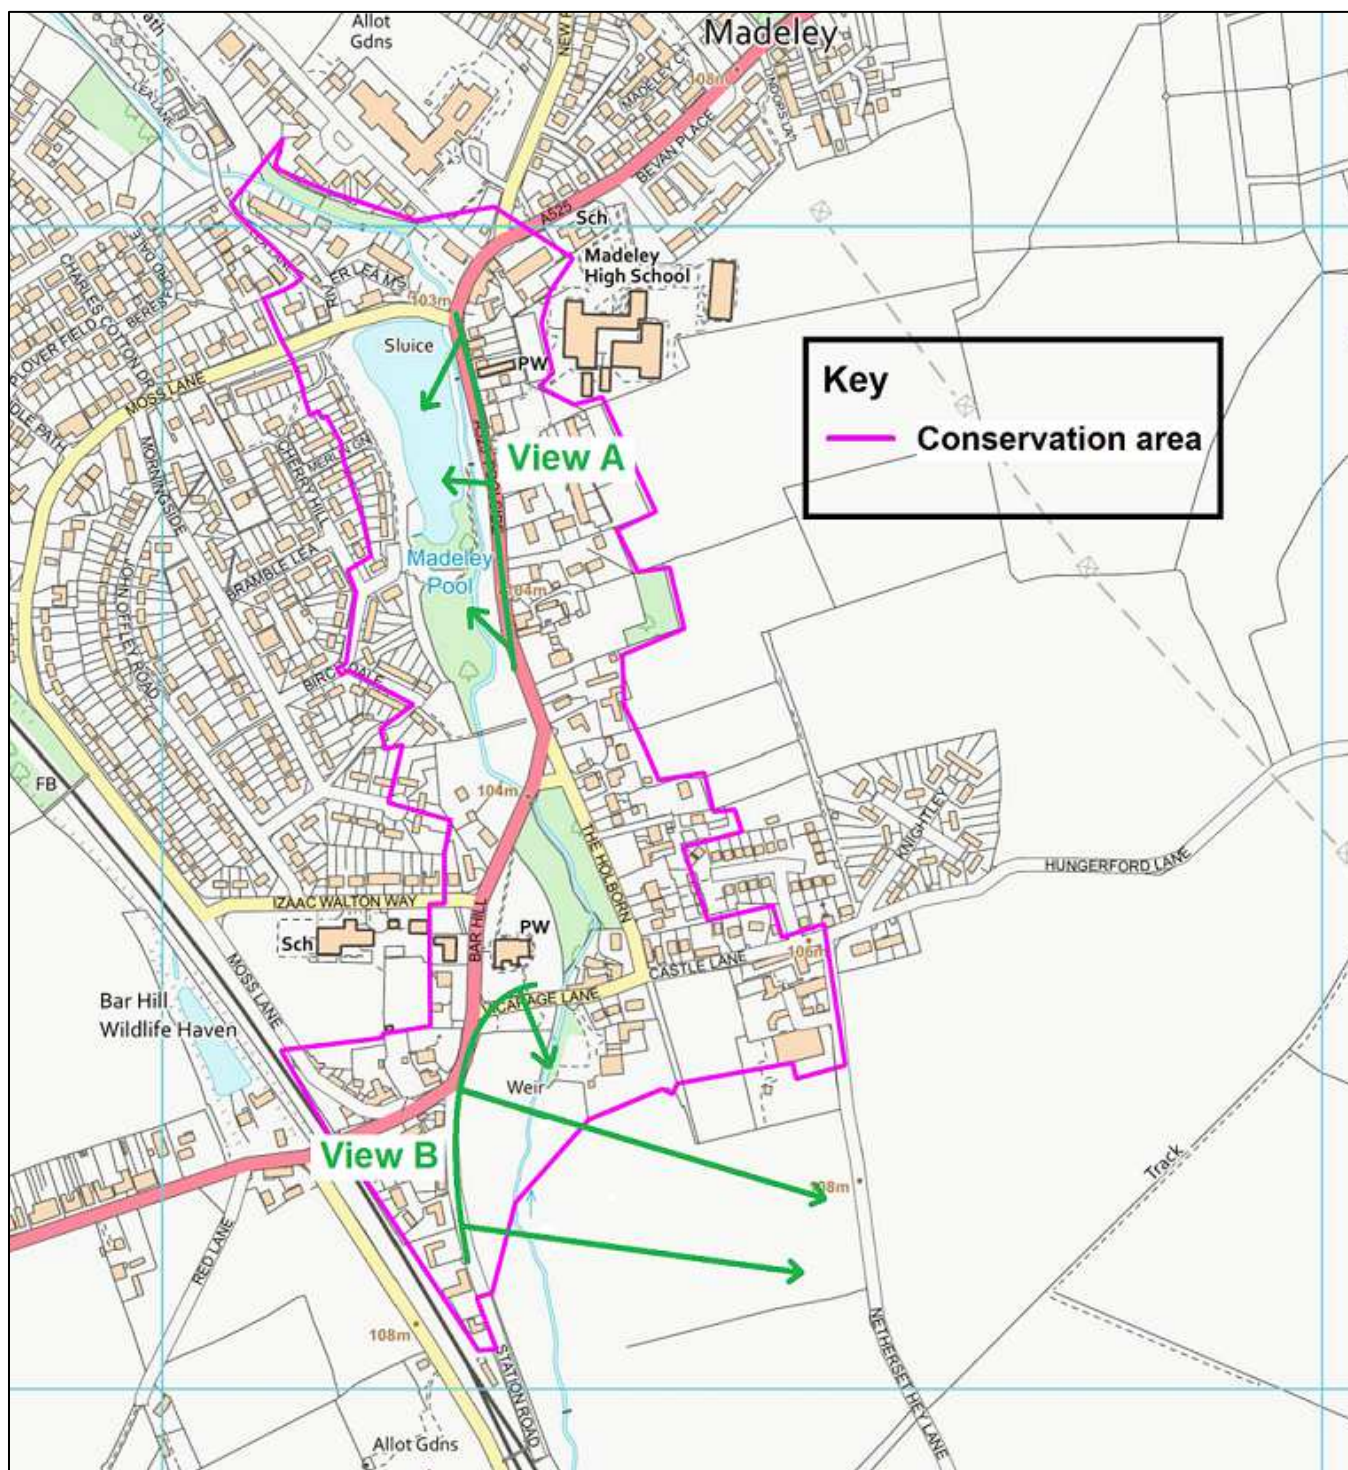 Madeley
Allot
Gdns
108m
LEA LANE
BEVAN PLACE
A525
Sch
Madeley
High School
103m
Sluice
PW
MOSS LANE
CHARLES COTTON DR
PLOVER FIELD
BERERY
MORNINGSIDE
CHERRY HILL
View A
Key
Conservation area
Madeley
Pool
104m
BRAMBLE LEA
JOHN OFFLEY ROAD
FB
104m
THE HOLBORN
KNIGHTLEY
HUNGERFORD LANE
IZAAC WALTON WAY
Sch
BAR HILL
PW
CASTLE LANE
106m
VICARAGE LANE
MOSS LANE
Bar Hill
Wildlife Haven
Weir
View B
108m
Track
RED LANE
108m
STATION ROAD
NETHERSET HEY LANE
Allot Gdns